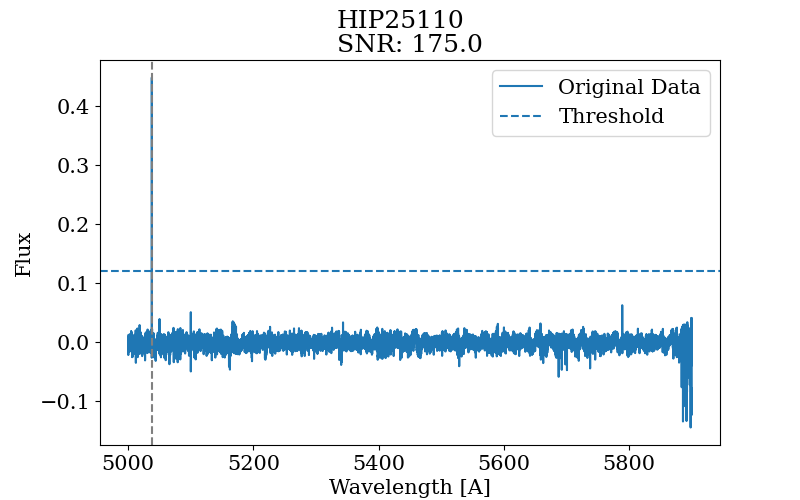 HIP25110
SNR: 175.0
Original Data
Threshold
Flux
0.4
0.3
0.2
0.1
0.0
−0.1
5000
5200
5400
5600
5800
Wavelength [A]